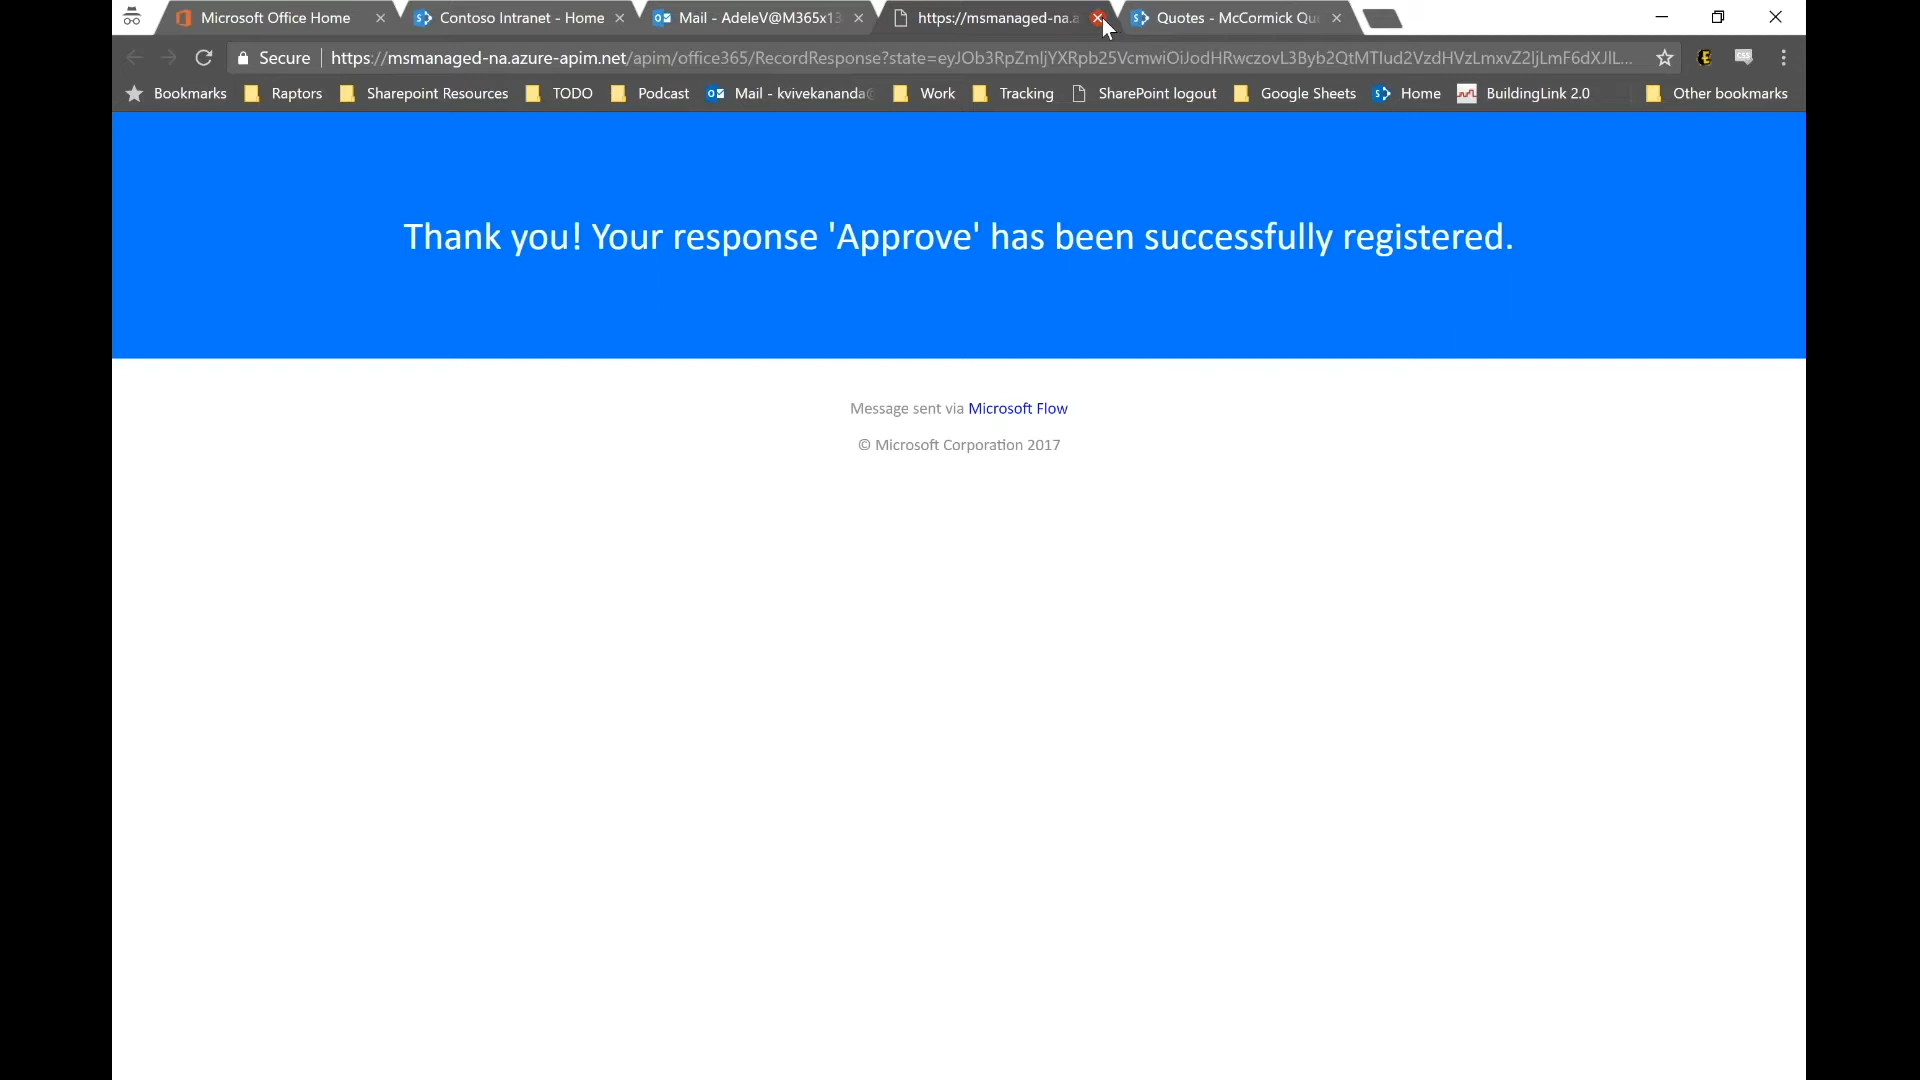 Microsoft Office Home
Contoso Intranet - Home
Mail - AdeleV@M365x13
https://msmanaged-na.a
Quotes - McCormick Qu
Secure
https://msmanaged-na.azure-apim.net/apim/office365/RecordResponse?state=eyJOb3RpZmljYXRpb25VcmwiOiJodHRwczovL3Byb2QtMTIud2VzdHVzLmxvZ2ljLmF6dXJlL...
Bookmarks
Raptors
Sharepoint Resources
TODO
Podcast
Mail - kvivekananda@
Work
Tracking
SharePoint logout
Google Sheets
Home
BuildingLink 2.0
Other bookmarks
Thank you! Your response 'Approve' has been successfully registered.
Message sent via Microsoft Flow
© Microsoft Corporation 2017